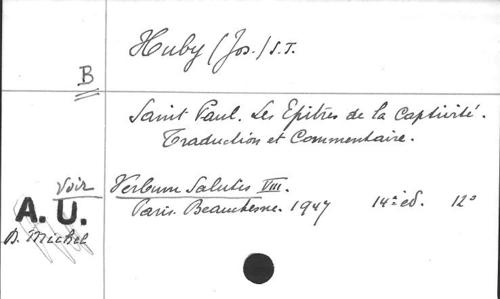 Huby (Jos.) S.T.
B
Saint Paul. Les Epitres de la Captivité.
Traduction et Commentaire.
Voir
Verbum Salutis VIII.
A. U.
Paris. Beauchesne. 1947 14e éd. 12°
B. Michel